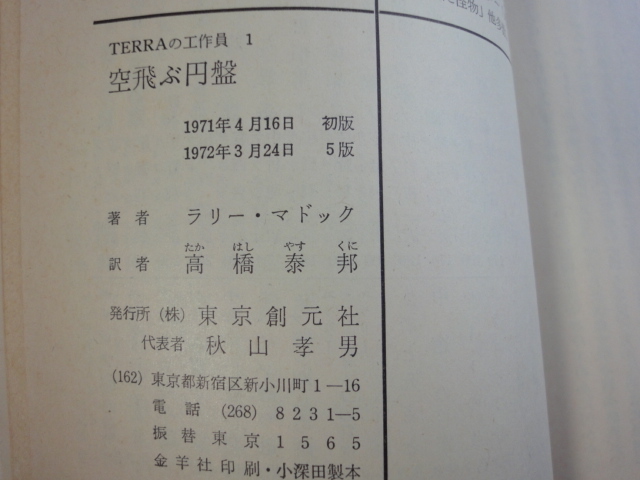 TERRAの工作員 1
空飛ぶ円盤
1971年4月16日 初版
1972年3月24日 5版
著者 ラリー・マドック
たか はし やす くに
訳者 高橋泰邦
発行所 (株) 東京創元社
代表者 秋山孝男
(162) 東京都新宿区新小川町1—16
電話 (268) 8231—5
振替東京1565
金羊社印刷・小深田製本